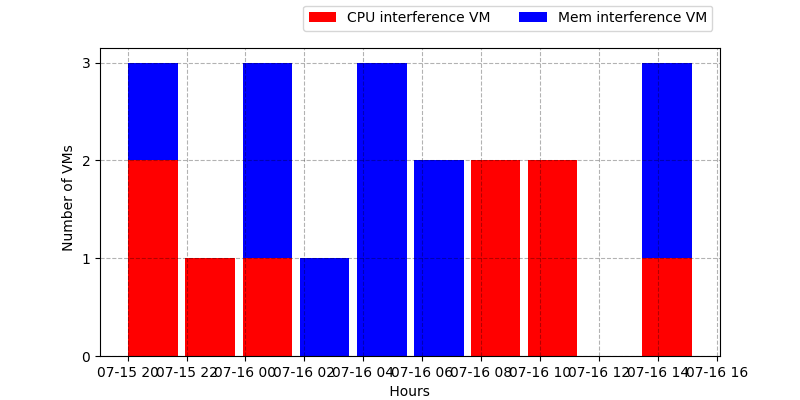 CPU interference VM Mem interference VM
3
2
1
0
Number of VMs
07-15 20 07-15 22 07-16 00 07-16 02 07-16 04 07-16 06 07-16 08 07-16 10 07-16 12 07-16 14 07-16 16
Hours